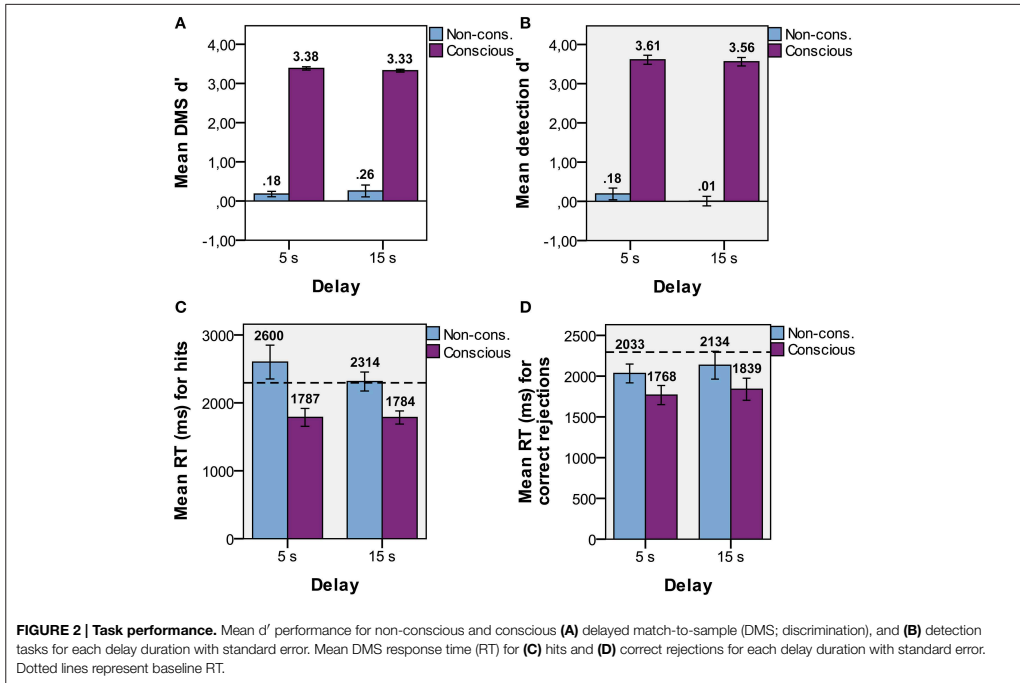 A
Non-cons.
Conscious
4,00
3,00
2,00
1,00
,00
-1,00
Mean DMS d'
3.38
3.33
.18
.26
5 s
15 s
Delay
B
Non-cons.
Conscious
4,00
3,00
2,00
1,00
,00
-1,00
Mean detection d'
3.61
3.56
.18
.01
5 s
15 s
Delay
C
Non-cons.
Conscious
3000
2000
1000
0
Mean RT (ms) for hits
2600
2314
1787
1784
5 s
15 s
Delay
D
Non-cons.
Conscious
2500
2000
1500
1000
500
0
Mean RT (ms) for
correct rejections
2033
2134
1768
1839
5 s
15 s
Delay
FIGURE 2 | Task performance. Mean d′ performance for non-conscious and conscious (A) delayed match-to-sample (DMS; discrimination), and (B) detection
tasks for each delay duration with standard error. Mean DMS response time (RT) for (C) hits and (D) correct rejections for each delay duration with standard error.
Dotted lines represent baseline RT.